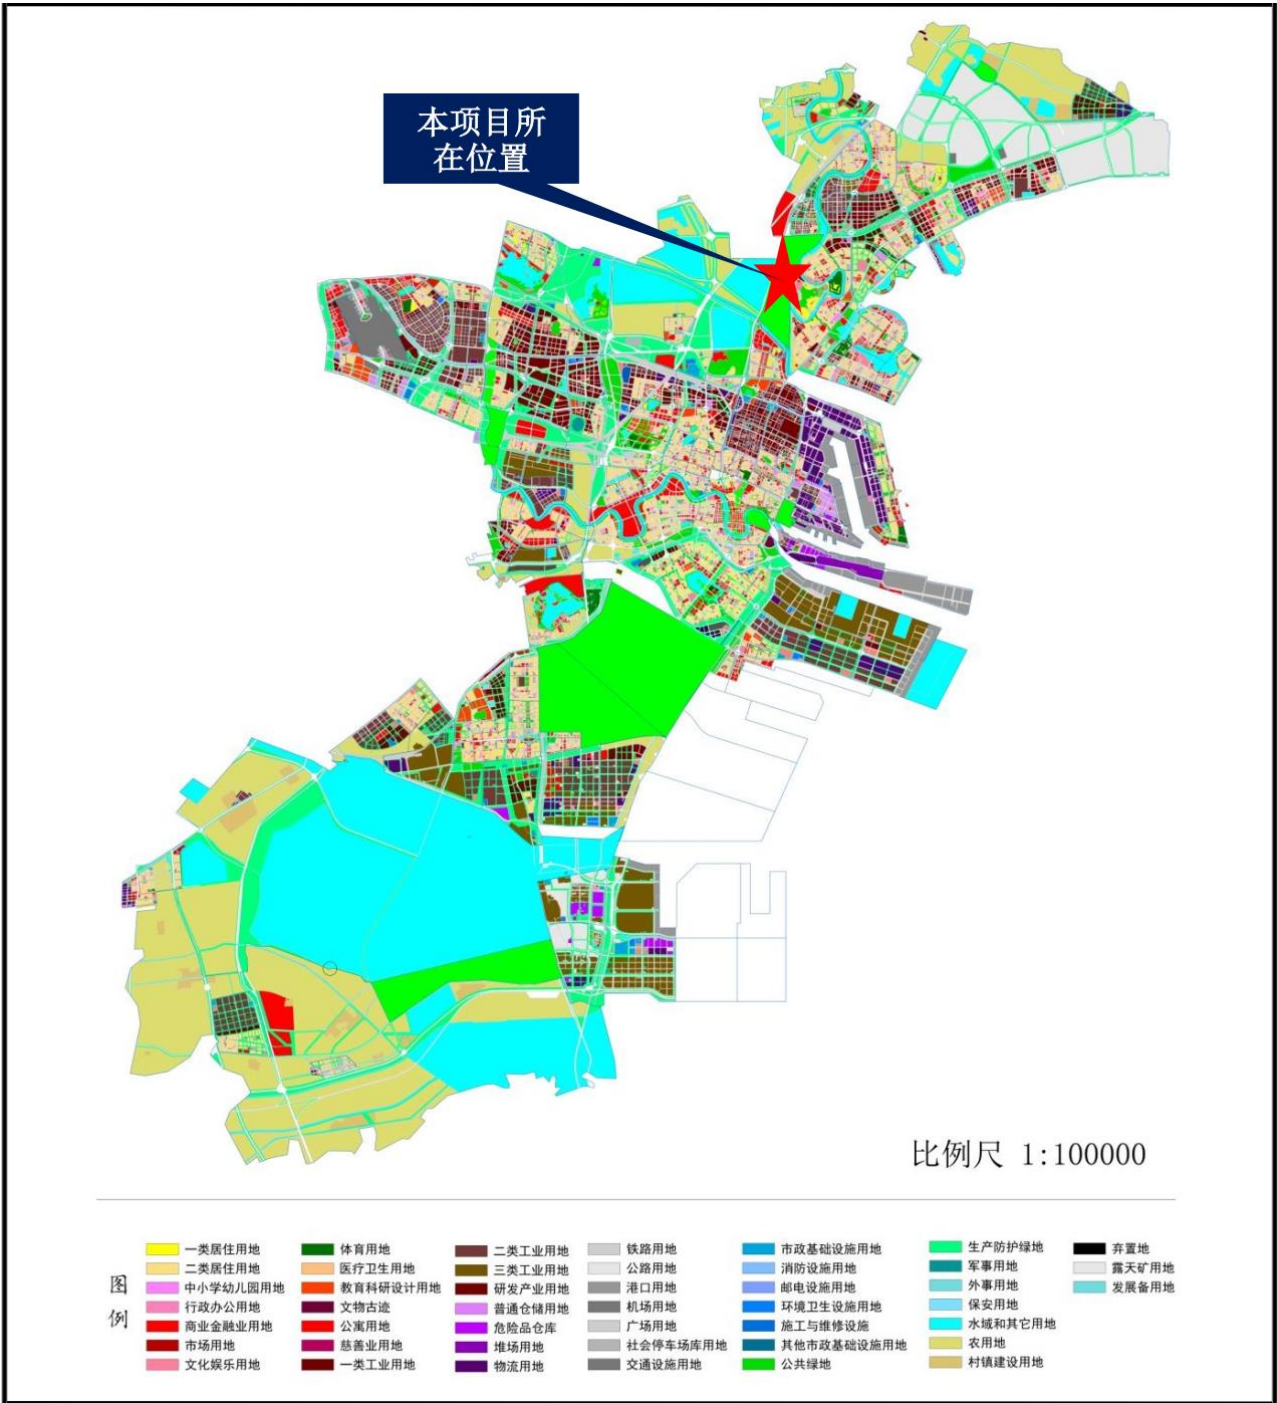 本项目所
在位置
比例尺 1:100000
图
例
一类居住用地
二类居住用地
中小学幼儿园用地
行政办公用地
商业金融业用地
市场用地
文化娱乐用地
体育用地
医疗卫生用地
教育科研设计用地
文物古迹
公寓用地
慈善业用地
一类工业用地
二类工业用地
三类工业用地
研发产业用地
普通仓储用地
危险品仓库
堆场用地
物流用地
铁路用地
公路用地
港口用地
机场用地
广场用地
社会停车场库用地
交通设施用地
市政基础设施用地
消防设施用地
邮电设施用地
环境卫生设施用地
施工与维修设施
其他市政基础设施用地
公共绿地
生产防护绿地
军事用地
外事用地
保安用地
水域和其它用地
农用地
村镇建设用地
弃置地
露天矿用地
发展备用地